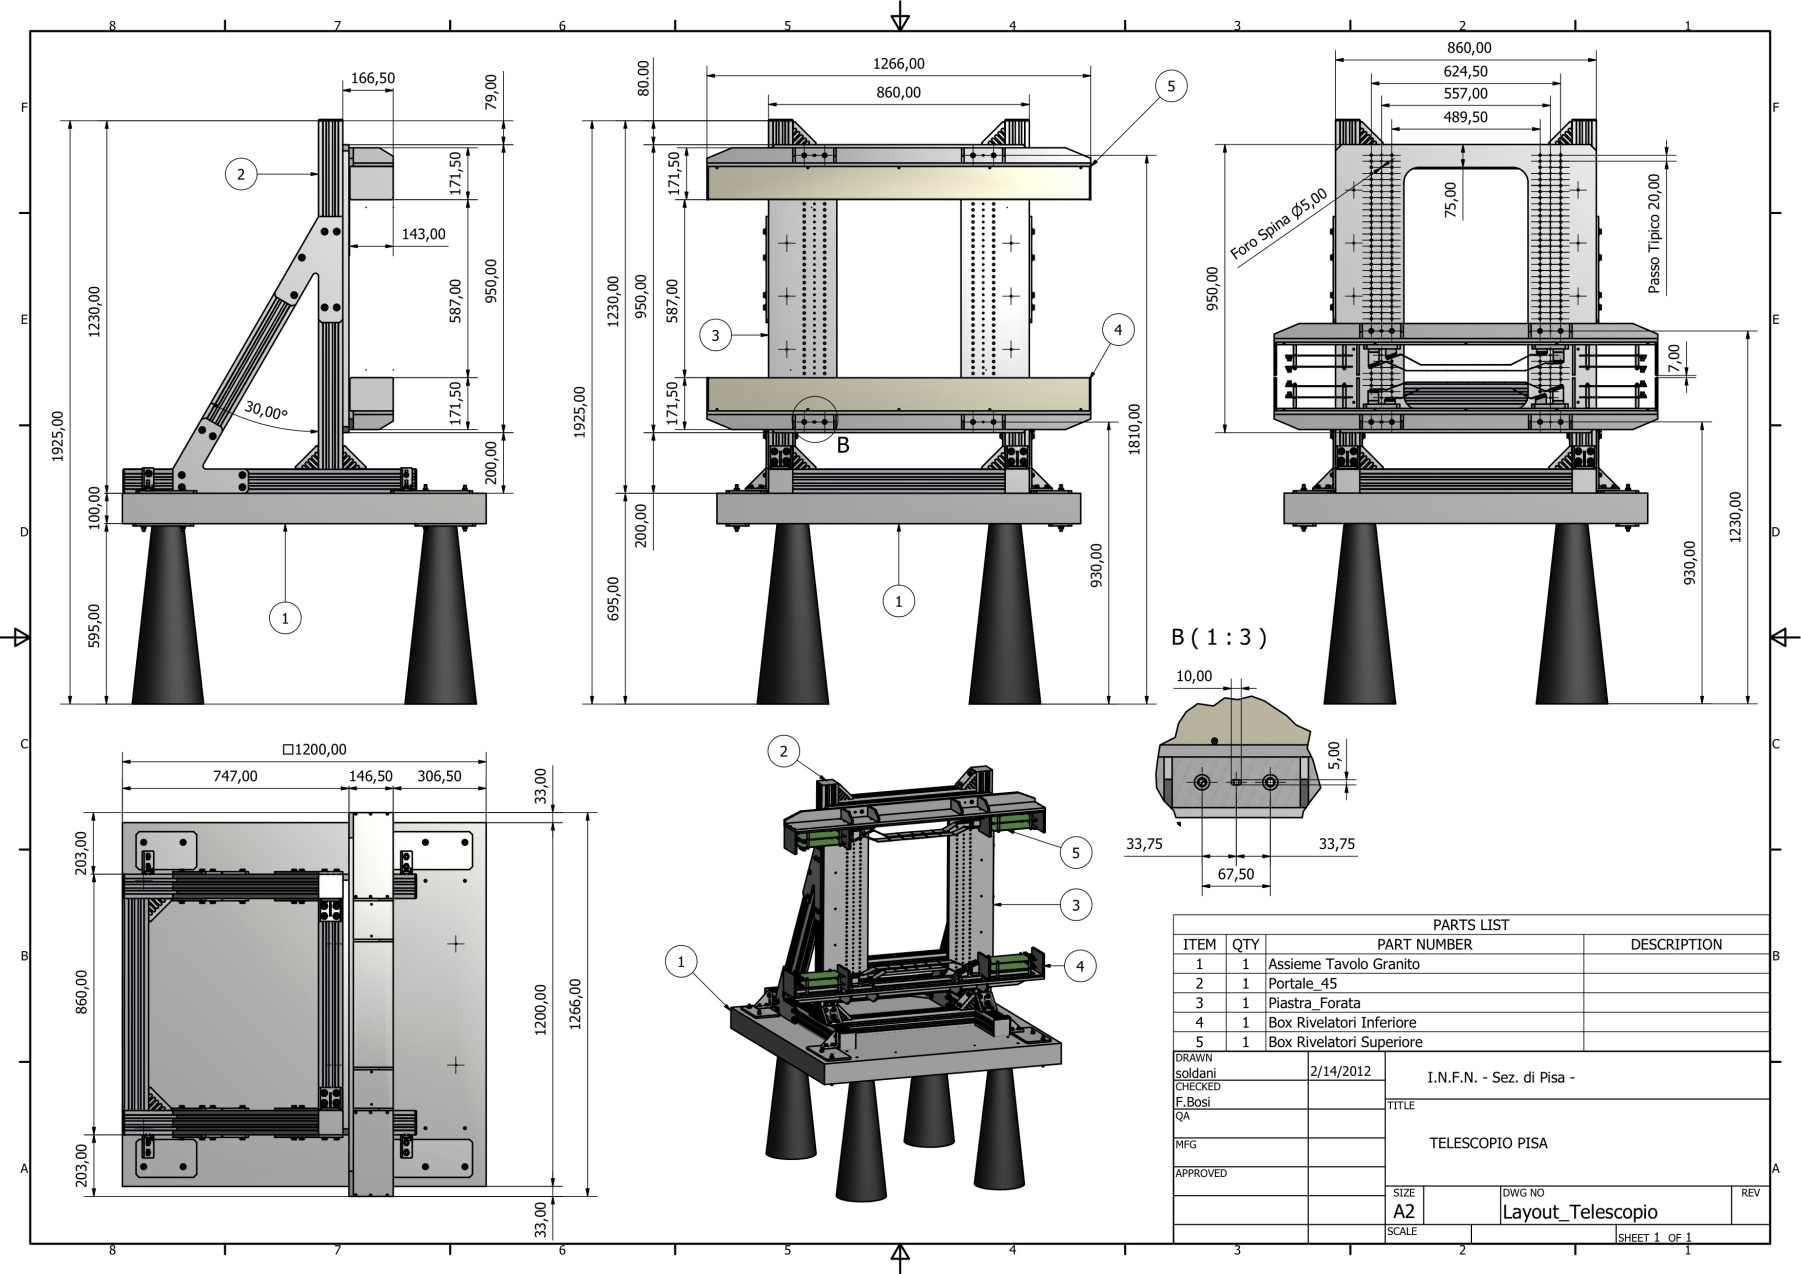 8 7 6 5 4 3 2 1
F
E
D
C
B
A
166,50
79,00
2
171,50
143,00
587,00
950,00
1230,00
1925,00
30,00°
171,50
200,00
100,00
595,00
1
1266,00
860,00
80.00
5
171,50
1230,00
950,00
587,00
3
4
1925,00
171,50
B
1810,00
200,00
695,00
930,00
1
860,00
624,50
557,00
489,50
Foro Spina Ø5,00
75,00
Passo Tipico 20,00
950,00
7,00
1230,00
930,00
B ( 1 : 3 )
10,00
5,00
33,75
33,75
67,50
□1200,00
747,00
146,50
306,50
33,00
203,00
860,00
1200,00
1266,00
203,00
33,00
2
5
3
1
4
PARTS LIST
ITEM QTY PART NUMBER DESCRIPTION
1 1 Assieme Tavolo Granito
2 1 Portale_45
3 1 Piastra_Forata
4 1 Box Rivelatori Inferiore
5 1 Box Rivelatori Superiore
DRAWN
soldani 2/14/2012
CHECKED
F.Bosi
QA
MFG
APPROVED
I.N.F.N. - Sez. di Pisa -
TITLE
TELESCOPIO PISA
SIZE
A2
DWG NO
Layout_Telescopio
REV
SCALE
SHEET 1 OF 1
F
E
D
C
B
A
8 7 6 5 4 3 2 1